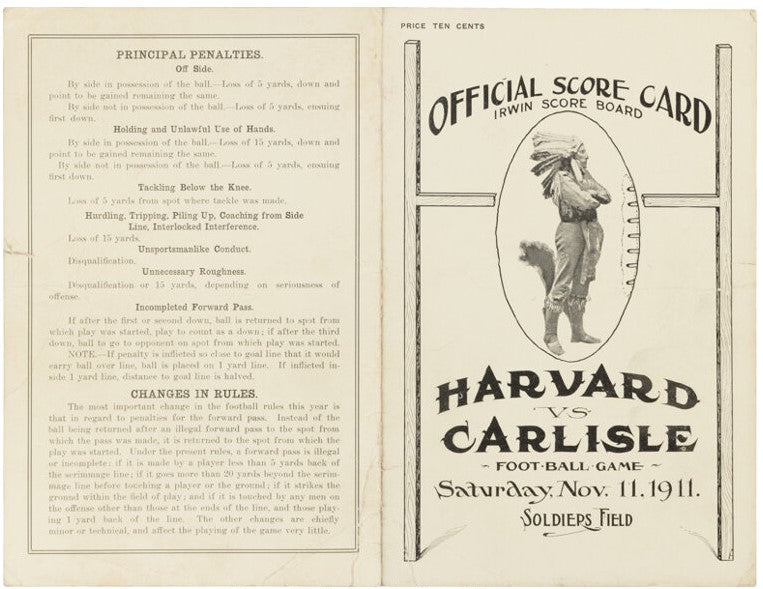 PRINCIPAL PENALTIES.
Off Side.
By side in possession of the ball.—Loss of 5 yards, down and
point to be gained remaining the same.
By side not in possession of the ball.—Loss of 5 yards, ensuing
first down.
Holding and Unlawful Use of Hands.
By side in possession of the ball.—Loss of 15 yards, down and
point to be gained remaining the same.
By side not in possession of the ball.—Loss of 5 yards, ensuing
first down.
Tackling Below the Knee.
Loss of 5 yards from spot where tackle was made.
Hurdling, Tripping, Piling Up, Coaching from Side
Line, Interlocked Interference.
Loss of 15 yards.
Unsportsmanlike Conduct.
Disqualification.
Unnecessary Roughness.
Disqualification or 15 yards, depending on seriousness of
offense.
Incompleted Forward Pass.
If after the first or second down, ball is returned to spot from
which play was started, play to count as a down; if after the third
down, ball to go to opponent on spot from which play was started.
NOTE.—If penalty is inflicted so close to goal line that it would
carry ball over line, ball is placed on 1 yard line. If inflicted in-
side 1 yard line, distance to goal line is halved.
CHANGES IN RULES.
The most important change in the football rules this year is
that in regard to penalties for the forward pass. Instead of the
ball being returned after an illegal forward pass to the spot from
which the pass was made, it is returned to the spot from which the
play was started. Under the present rules, a forward pass is illegal
or incomplete: if it is made by a player less than 5 yards back of
the scrimmage line; if it goes more than 20 yards beyond the scrim-
mage line before touching a player or the ground; if it strikes the
ground within the field of play; and if it is touched by any men on
the offense other than those at the ends of the line, and those play-
ing 1 yard back of the line. The other changes are chiefly
minor or technical, and affect the playing of the game very little.
PRICE TEN CENTS
OFFICIAL SCORE CARD
IRWIN SCORE BOARD
HARVARD
VS
CARLISLE
- FOOT·BALL·GAME -
Saturday, Nov. 11, 1911.
SOLDIERS FIELD